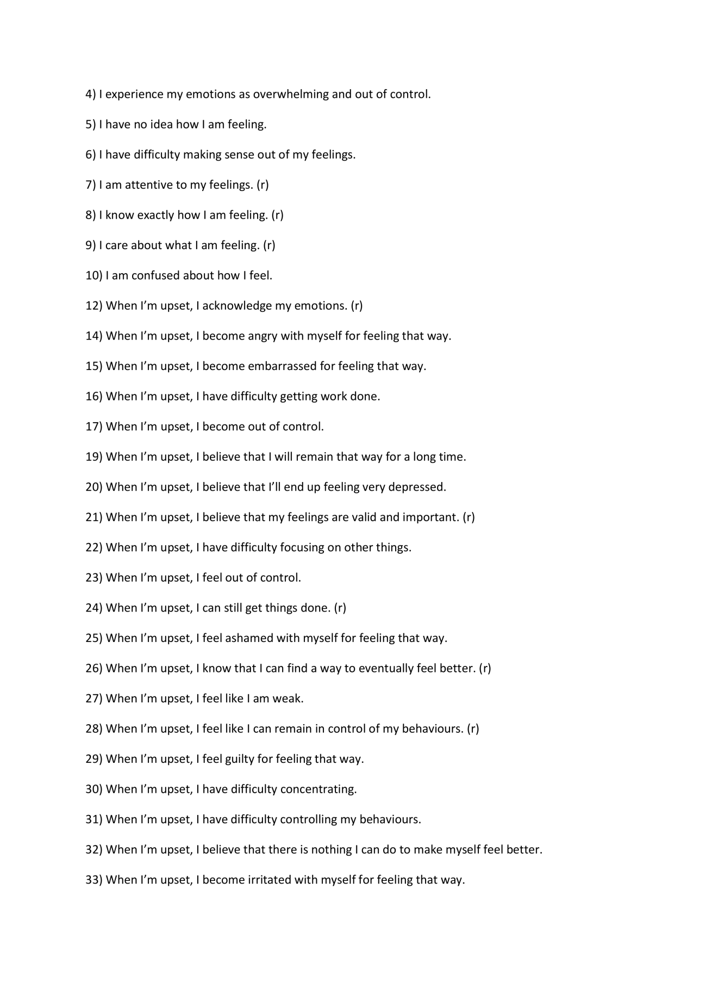 4) I experience my emotions as overwhelming and out of control.
5) I have no idea how I am feeling.
6) I have difficulty making sense out of my feelings.
7) I am attentive to my feelings. (r)
8) I know exactly how I am feeling. (r)
9) I care about what I am feeling. (r)
10) I am confused about how I feel.
12) When I’m upset, I acknowledge my emotions. (r)
14) When I’m upset, I become angry with myself for feeling that way.
15) When I’m upset, I become embarrassed for feeling that way.
16) When I’m upset, I have difficulty getting work done.
17) When I’m upset, I become out of control.
19) When I’m upset, I believe that I will remain that way for a long time.
20) When I’m upset, I believe that I’ll end up feeling very depressed.
21) When I’m upset, I believe that my feelings are valid and important. (r)
22) When I’m upset, I have difficulty focusing on other things.
23) When I’m upset, I feel out of control.
24) When I’m upset, I can still get things done. (r)
25) When I’m upset, I feel ashamed with myself for feeling that way.
26) When I’m upset, I know that I can find a way to eventually feel better. (r)
27) When I’m upset, I feel like I am weak.
28) When I’m upset, I feel like I can remain in control of my behaviours. (r)
29) When I’m upset, I feel guilty for feeling that way.
30) When I’m upset, I have difficulty concentrating.
31) When I’m upset, I have difficulty controlling my behaviours.
32) When I’m upset, I believe that there is nothing I can do to make myself feel better.
33) When I’m upset, I become irritated with myself for feeling that way.